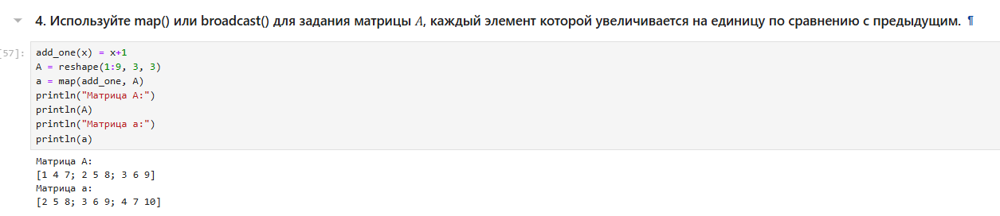 4. Используйте map() или broadcast() для задания матрицы A, каждый элемент которой увеличивается на единицу по сравнению с предыдущим. ¶
[57]: add_one(x) = x+1
A = reshape(1:9, 3, 3)
a = map(add_one, A)
println("Матрица A:")
println(A)
println("Матрица a:")
println(a)
Матрица A:
[1 4 7; 2 5 8; 3 6 9]
Матрица a:
[2 5 8; 3 6 9; 4 7 10]